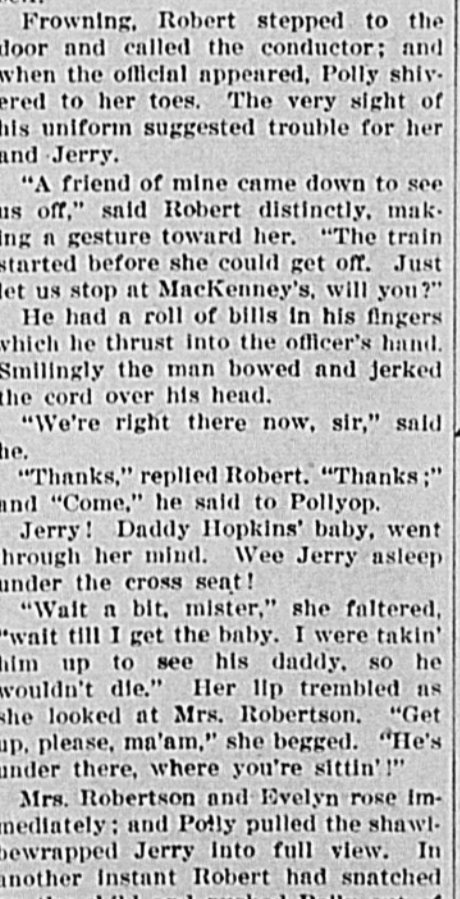 Frowning, Robert stepped to the
door and called the conductor; and
when the official appeared, Polly shiv-
ered to her toes. The very sight of
his uniform suggested trouble for her
and Jerry.
"A friend of mine came down to see
us off," said Robert distinctly, mak-
ing a gesture toward her. "The train
started before she could get off. Just
let us stop at MacKenney's, will you?"
He had a roll of bills in his fingers
which he thrust into the officer's hand.
Smilingly the man bowed and jerked
the cord over his head.
"We're right there now, sir," said
he.
"Thanks," replied Robert. "Thanks;"
and "Come," he said to Pollyop.
Jerry! Daddy Hopkins' baby, went
through her mind. Wee Jerry asleep
under the cross seat!
"Wait a bit, mister," she faltered,
"wait till I get the baby. I were takin'
him up to see his daddy, so he
wouldn't die." Her lip trembled as
she looked at Mrs. Robertson. "Get
up, please, ma'am," she begged. "He's
under there, where you're sittin'!"
Mrs. Robertson and Evelyn rose im-
mediately; and Polly pulled the shawl-
bewrapped Jerry into full view. In
another instant Robert had snatched